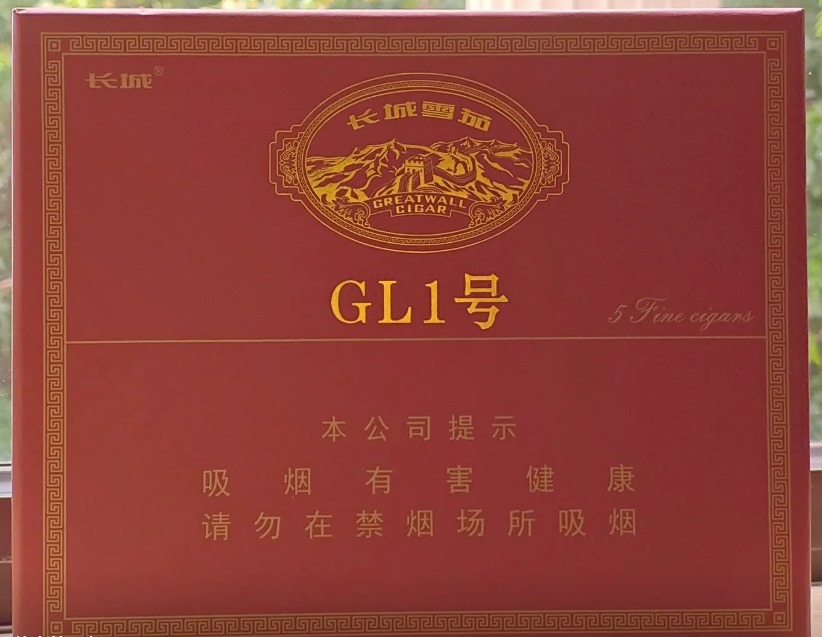 长城®
长城雪茄
GREATWALL
CIGAR
GL1号
5 Fine cigars
本公司提示
吸烟有害健康
请勿在禁烟场所吸烟